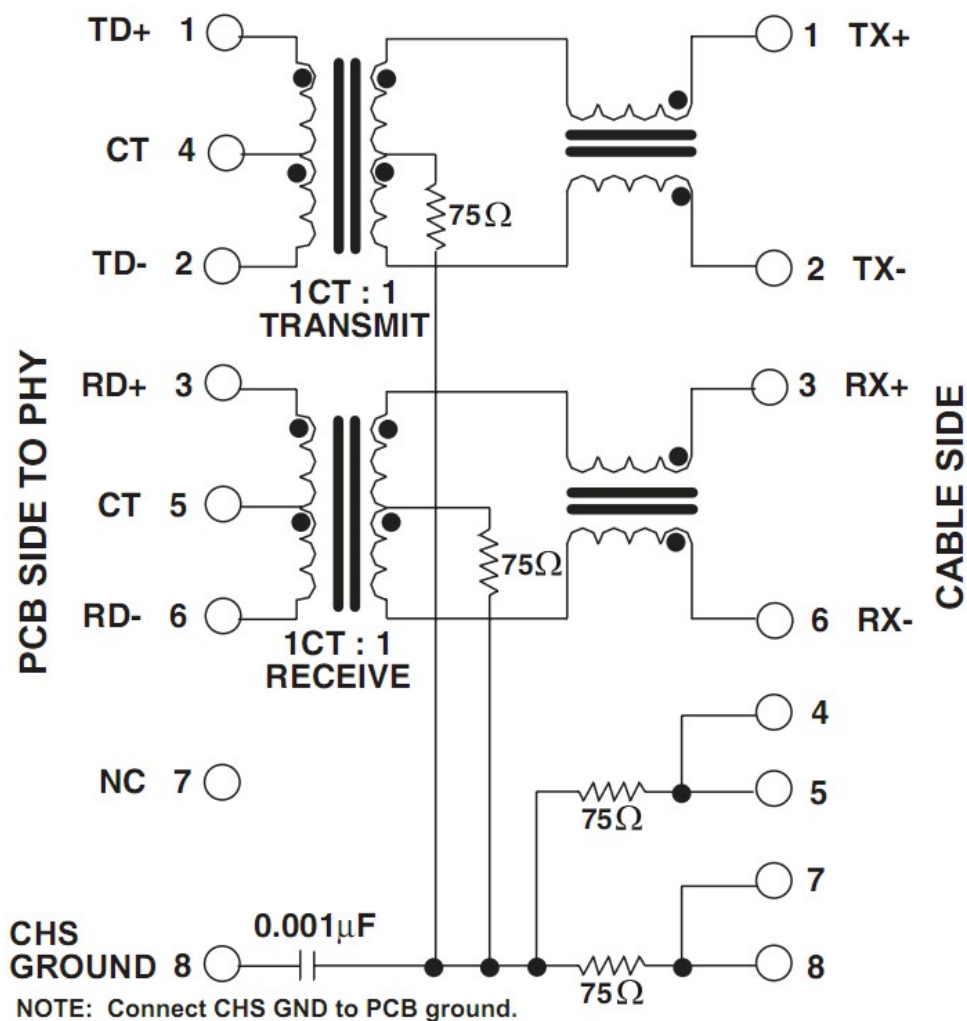 TD+ 1
1 TX+
CT 4
75Ω
TD- 2
2 TX-
1CT : 1
TRANSMIT
PCB SIDE TO PHY
RD+ 3
3 RX+
CABLE SIDE
CT 5
75Ω
RD- 6
6 RX-
1CT : 1
RECEIVE
4
NC 7
5
75Ω
7
CHS
GROUND 8
0.001μF
8
75Ω
NOTE: Connect CHS GND to PCB ground.